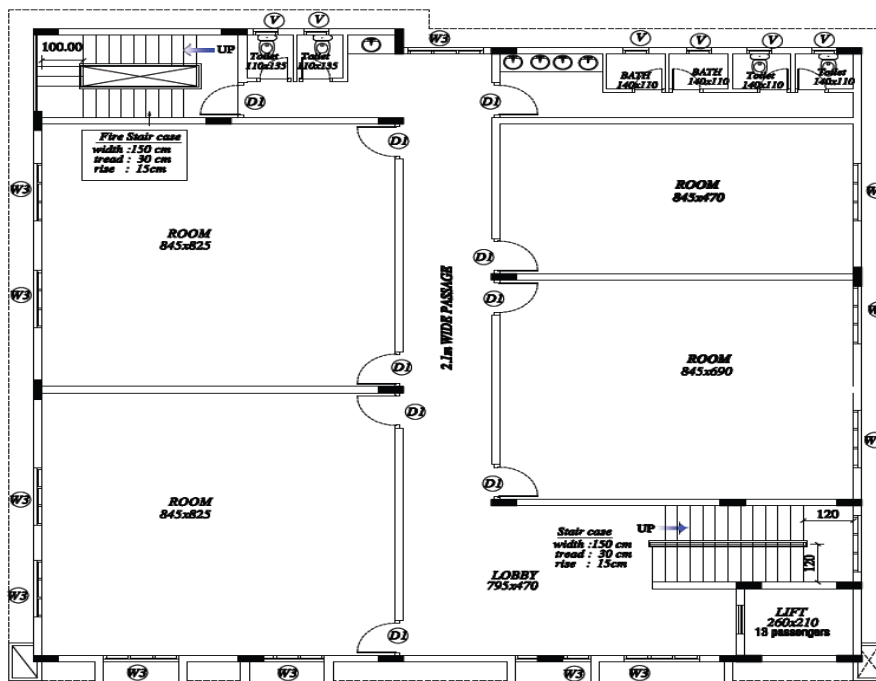 V
V
W3
V
V
V
V
100.00
UP
Toilet
110x135
Toilet
110x135
BATH
140x110
BATH
140x110
Toilet
140x110
Toilet
140x110
D1
D1
Fire Stair case
width :150 cm
tread : 30 cm
rise : 15cm
D1
W3
ROOM
845x470
W3
ROOM
845x825
D1
W3
D1
W3
2.1m WIDE PASSAGE
ROOM
845x690
D1
D1
W3
W3
ROOM
845x825
D1
Stair case
width :150 cm
tread : 30 cm
rise : 15cm
UP
120
120
LOBBY
795x470
W3
LIFT
260x210
13 passengers
D1
W3
W3
W3
W3